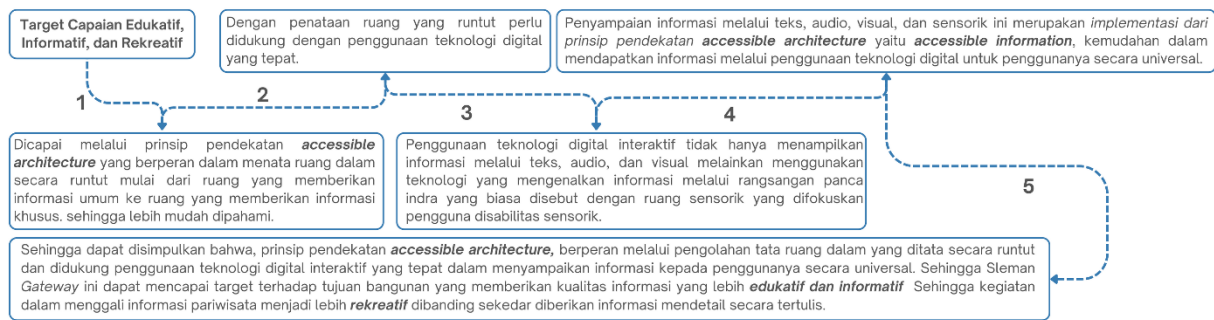 Target Capaian Edukatif,
Informatif, dan Rekreatif
1
Dicapai melalui prinsip pendekatan accessible
architecture yang berperan dalam menata ruang dalam
secara runtut mulai dari ruang yang memberikan
informasi umum ke ruang yang memberikan informasi
khusus. sehingga lebih mudah dipahami.
2
Dengan penataan ruang yang runtut perlu
didukung dengan penggunaan teknologi digital
yang tepat.
3
Penggunaan teknologi digital interaktif tidak hanya menampilkan
informasi melalui teks, audio, dan visual melainkan menggunakan
teknologi yang mengenalkan informasi melalui rangsangan panca
indra yang biasa disebut dengan ruang sensorik yang difokuskan
pengguna disabilitas sensorik.
4
Penyampaian informasi melalui teks, audio, visual, dan sensorik ini merupakan implementasi dari
prinsip pendekatan accessible architecture yaitu accessible information, kemudahan dalam
mendapatkan informasi melalui penggunaan teknologi digital untuk penggunanya secara universal.
5
Sehingga dapat disimpulkan bahwa, prinsip pendekatan accessible architecture, berperan melalui pengolahan tata ruang dalam yang ditata secara runtut
dan didukung penggunaan teknologi digital interaktif yang tepat dalam menyampaikan informasi kepada penggunanya secara universal. Sehingga Sleman
Gateway ini dapat mencapai target terhadap tujuan bangunan yang memberikan kualitas informasi yang lebih edukatif dan informatif Sehingga kegiatan
dalam menggali informasi pariwisata menjadi lebih rekreatif dibanding sekedar diberikan informasi mendetail secara tertulis.